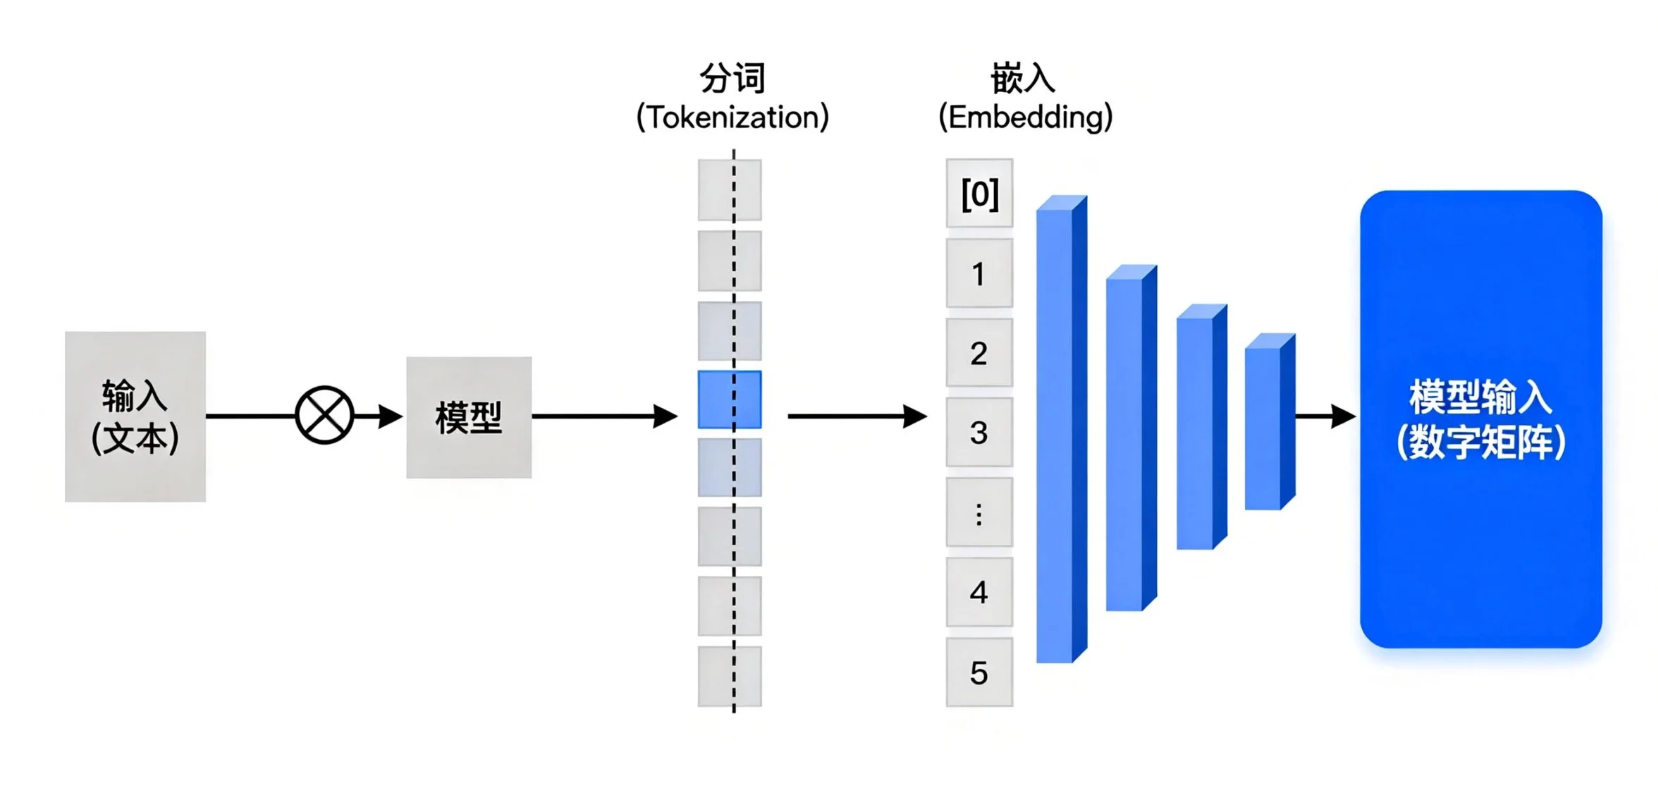 输入
(文本)
模型
分词
(Tokenization)
嵌入
(Embedding)
[0]
1
2
3
⋮
4
5
模型输入
(数字矩阵)